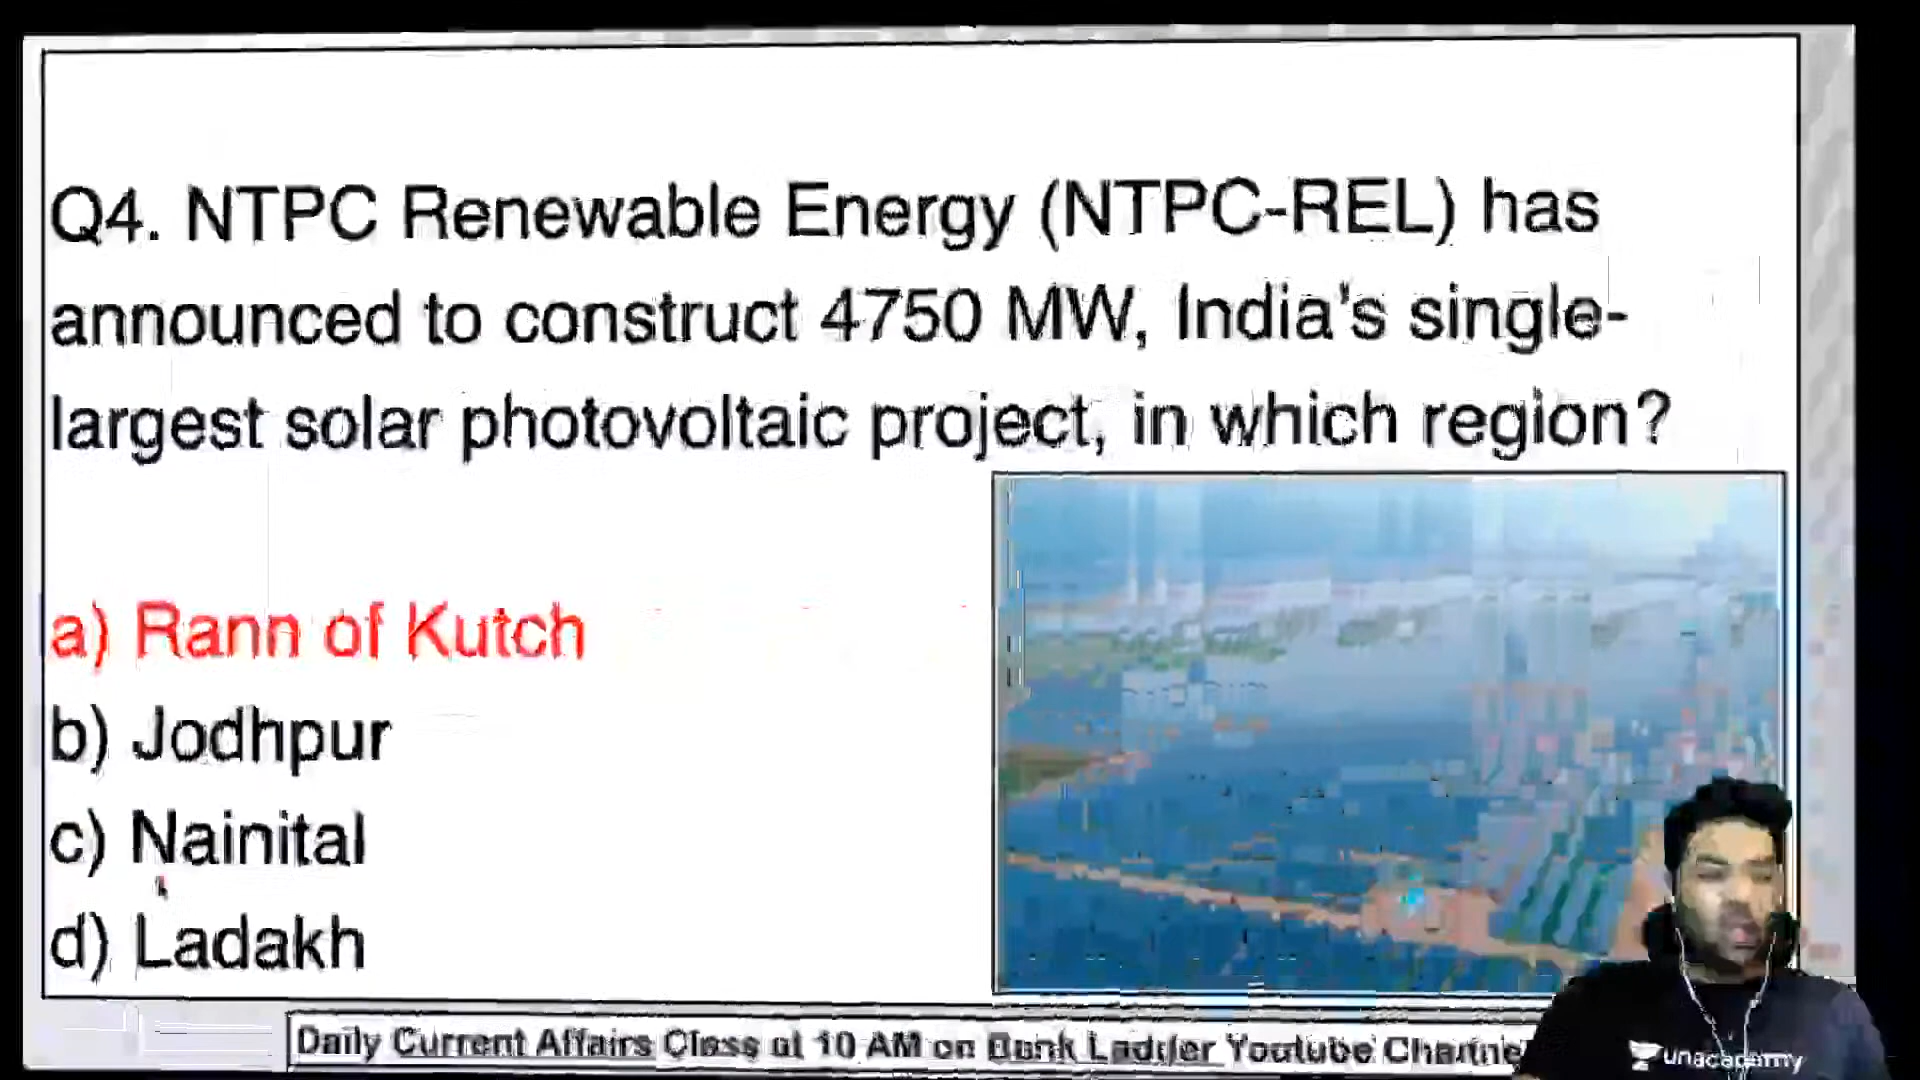 Q4. NTPC Renewable Energy (NTPC-REL) has
announced to construct 4750 MW, India's single-
largest solar photovoltaic project, in which region?
a) Rann of Kutch
b) Jodhpur
c) Nainital
d) Ladakh
Daily Current Affairs Class at 10 AM on Bank Ladder Youtube Channe
unacademy